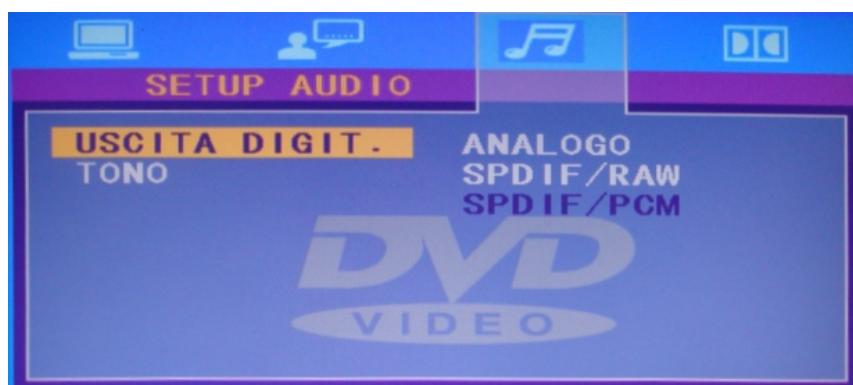 SETUP AUDIO
USCITA DIGIT. ANALOGO
TONO SPDIF/RAW
SPDIF/PCM
DVD
VIDEO